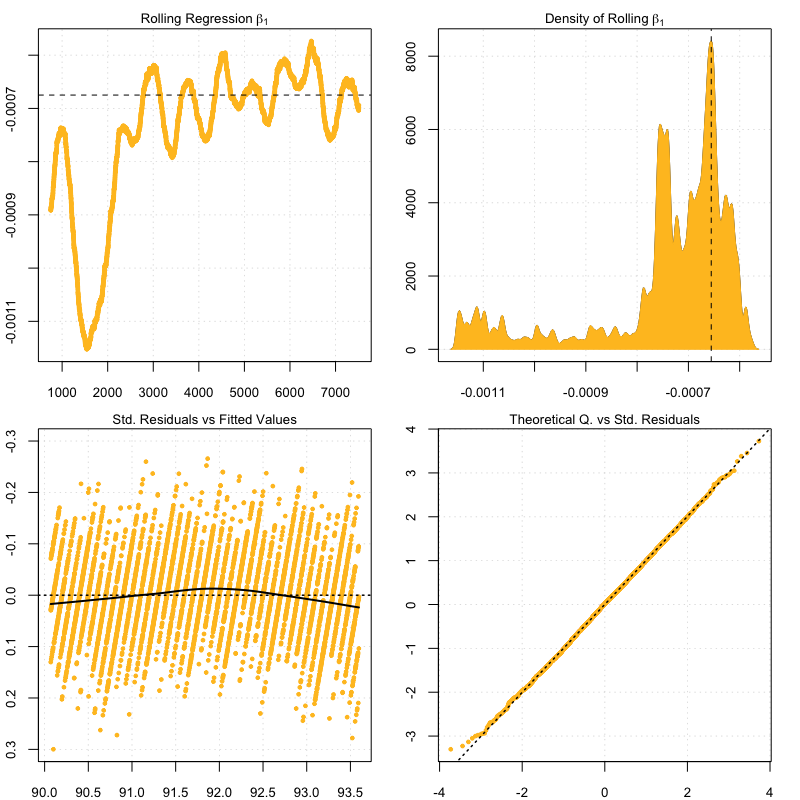 Rolling Regression β1
-0.0007
-0.0009
-0.0011
1000 2000 3000 4000 5000 6000 7000
Density of Rolling β1
8000
6000
4000
2000
0
-0.0011 -0.0009 -0.0007
Std. Residuals vs Fitted Values
-0.3
-0.2
-0.1
0.0
0.1
0.2
0.3
90.0 90.5 91.0 91.5 92.0 92.5 93.0 93.5
Theoretical Q. vs Std. Residuals
4
3
2
1
0
-1
-2
-3
-4 -2 0 2 4